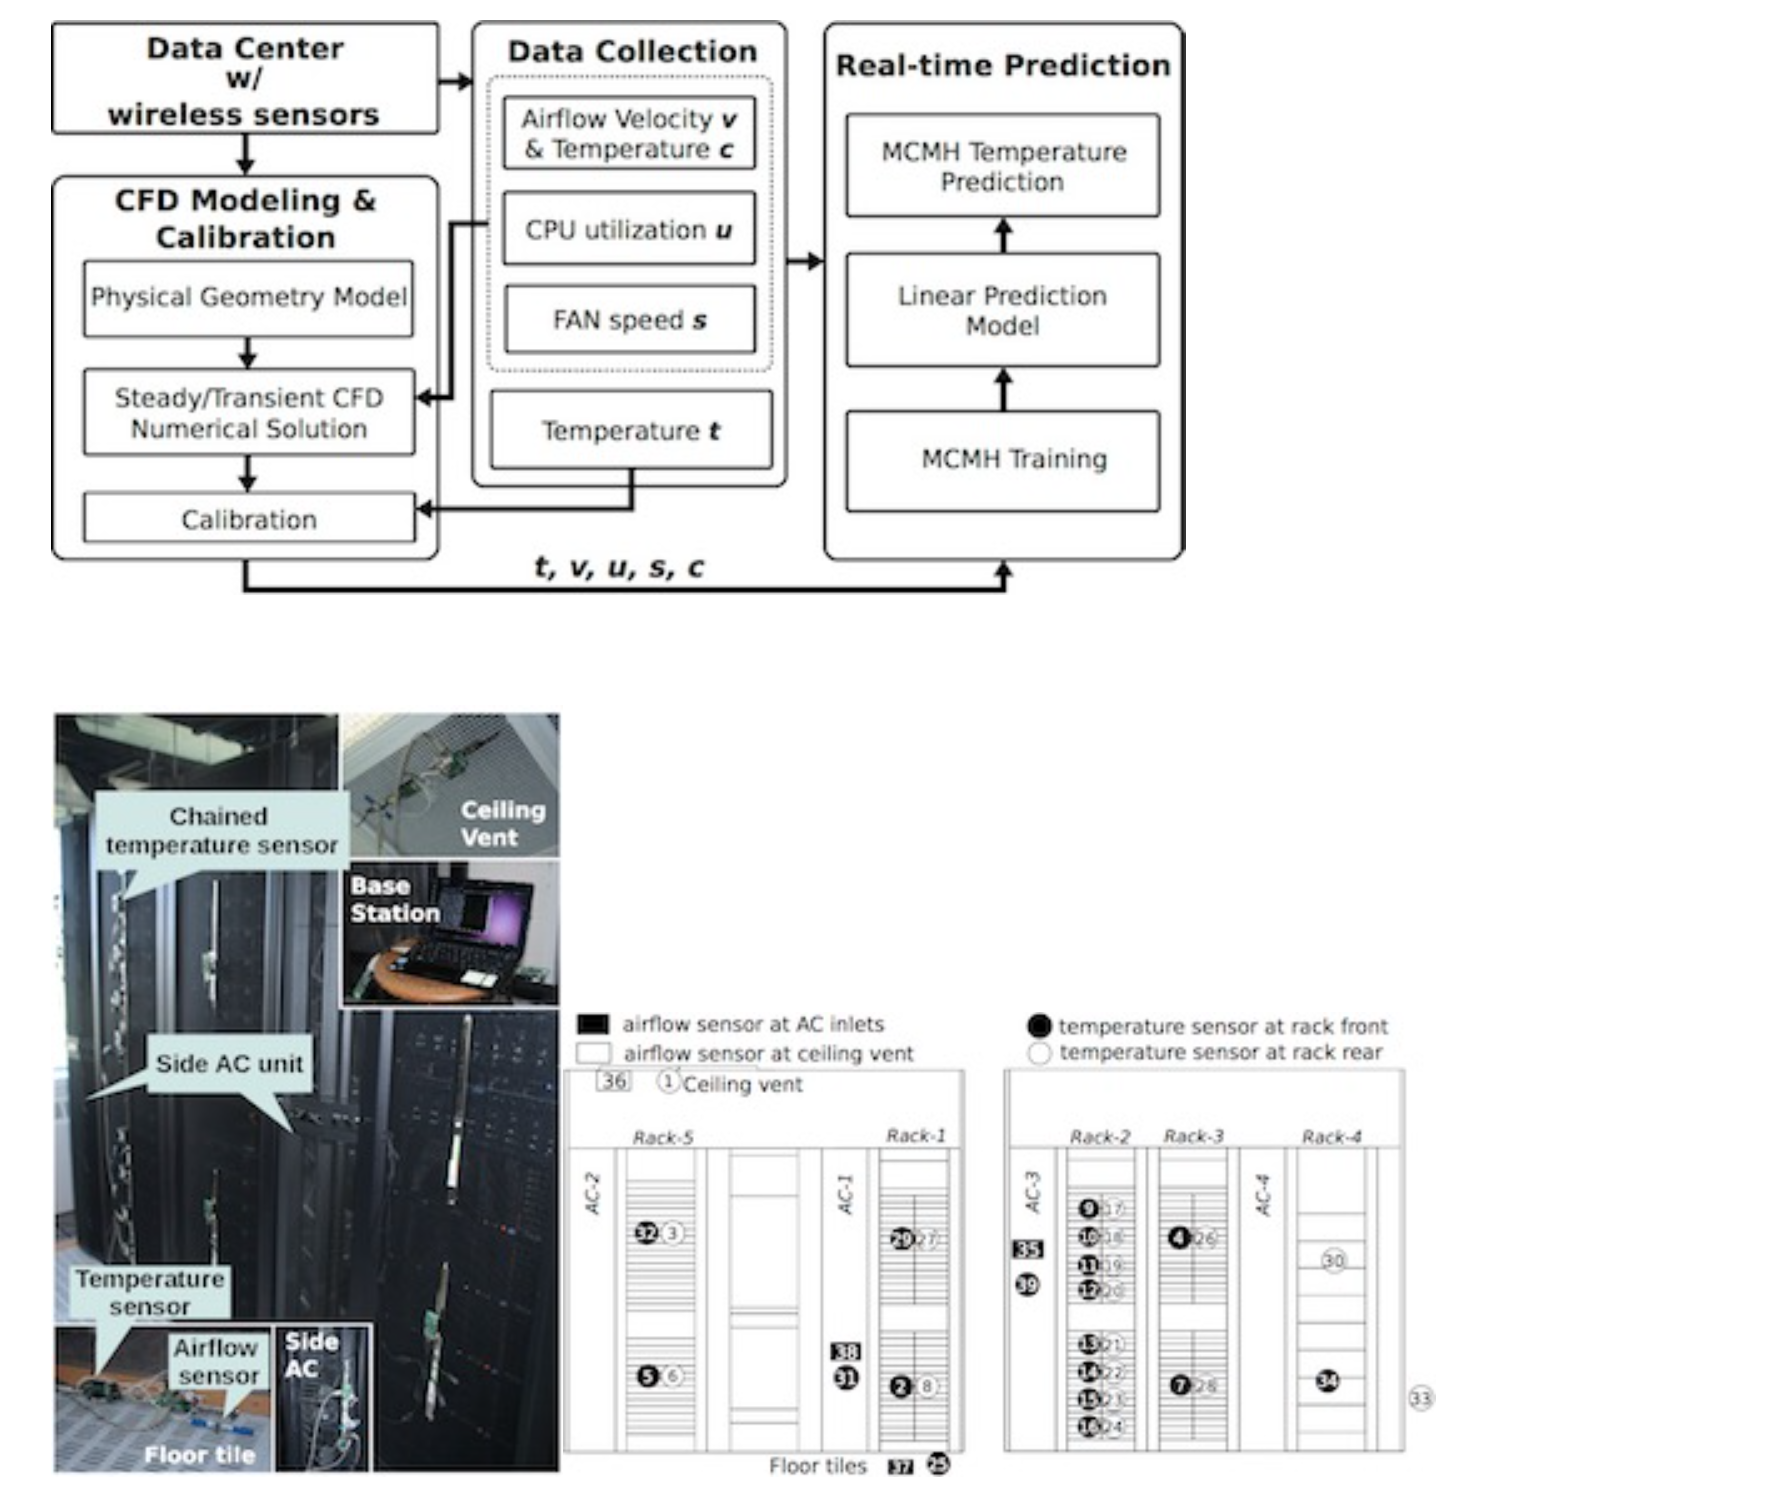 Data Center
w/
wireless sensors
CFD Modeling &
Calibration
Physical Geometry Model
Steady/Transient CFD
Numerical Solution
Calibration
Data Collection
Airflow Velocity v
& Temperature c
CPU utilization u
FAN speed s
Temperature t
Real-time Prediction
MCMH Temperature
Prediction
Linear Prediction
Model
MCMH Training
t, v, u, s, c
Chained
temperature sensor
Ceiling
Vent
Base
Station
Side AC unit
Temperature
sensor
Airflow
sensor
Floor tile
Side
AC
airflow sensor at AC inlets
airflow sensor at ceiling vent
36 1 Ceiling vent
Rack-5
Rack-1
AC-2
AC-1
32 3
29 27
5 6
38
31
2 8
Floor tiles 37 25
temperature sensor at rack front
temperature sensor at rack rear
Rack-2 Rack-3 Rack-4
AC-3
AC-4
35
39
9 17
10 18
11 19
12 20
13 21
14 22
15 23
16 24
4 26
7 28
30
34
33